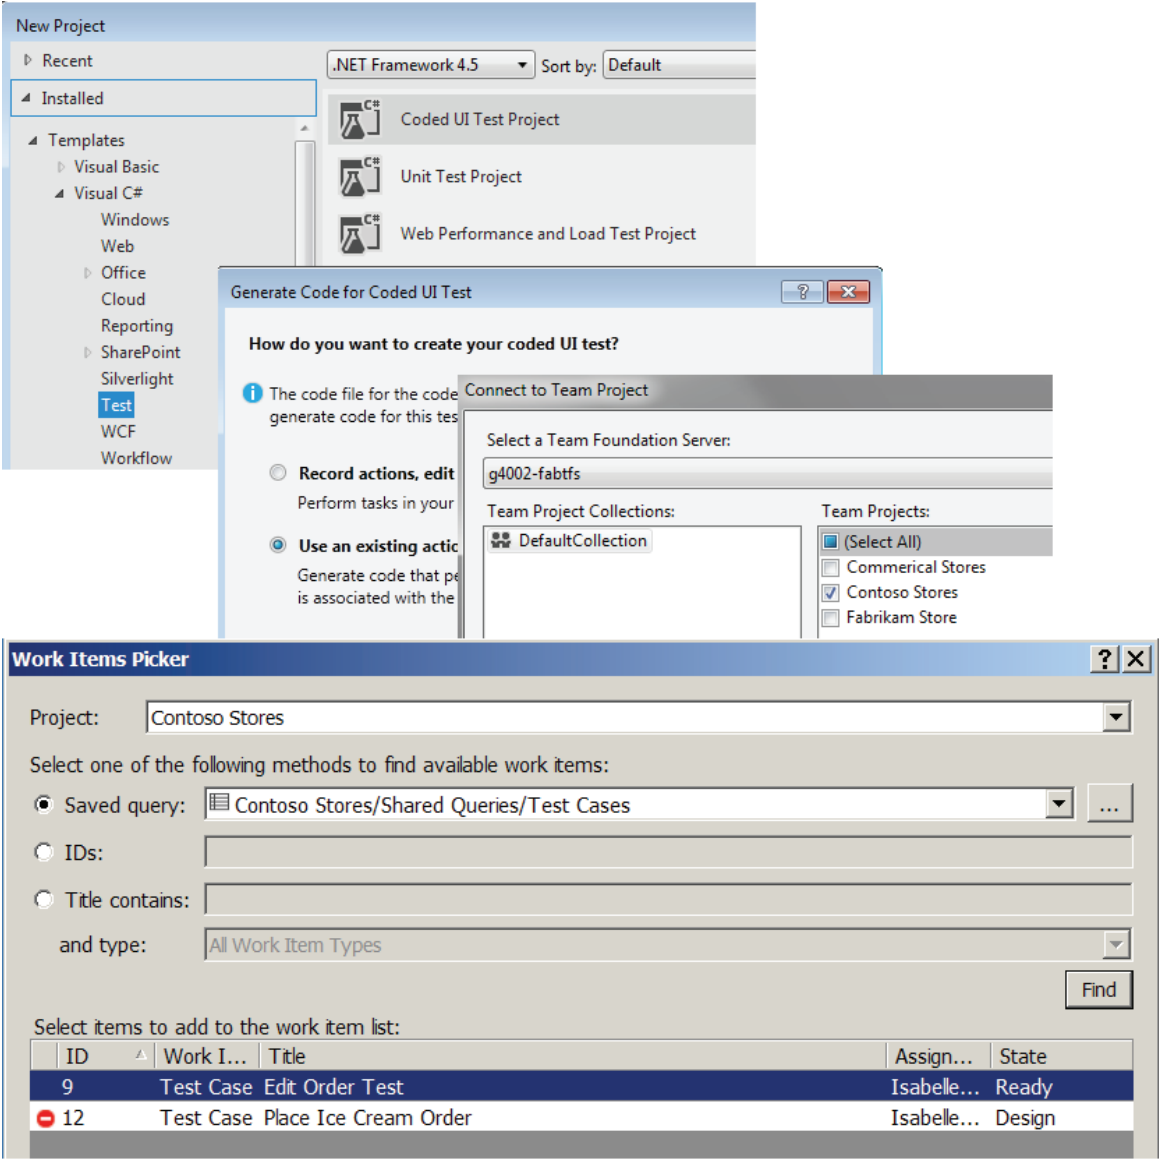 New Project
Recent
.NET Framework 4.5 Sort by: Default
Installed
Templates
Visual Basic
Visual C#
Windows
Web
Office
Cloud
Reporting
SharePoint
Silverlight
Test
WCF
Workflow
C# Coded UI Test Project
C# Unit Test Project
C# Web Performance and Load Test Project
Generate Code for Coded UI Test ?
How do you want to create your coded UI test?
i The code file for the code
generate code for this tes
Record actions, edit
Perform tasks in your
Use an existing actio
Generate code that pe
is associated with the
Connect to Team Project
Select a Team Foundation Server:
g4002-fabtfs
Team Project Collections:
DefaultCollection
Team Projects:
(Select All)
Commerical Stores
Contoso Stores
Fabrikam Store
Work Items Picker ?
Project: Contoso Stores
Select one of the following methods to find available work items:
Saved query: Contoso Stores/Shared Queries/Test Cases ...
IDs:
Title contains:
and type: All Work Item Types
Find
Select items to add to the work item list:
ID Work I... Title Assign... State
9 Test Case Edit Order Test Isabelle... Ready
12 Test Case Place Ice Cream Order Isabelle... Design